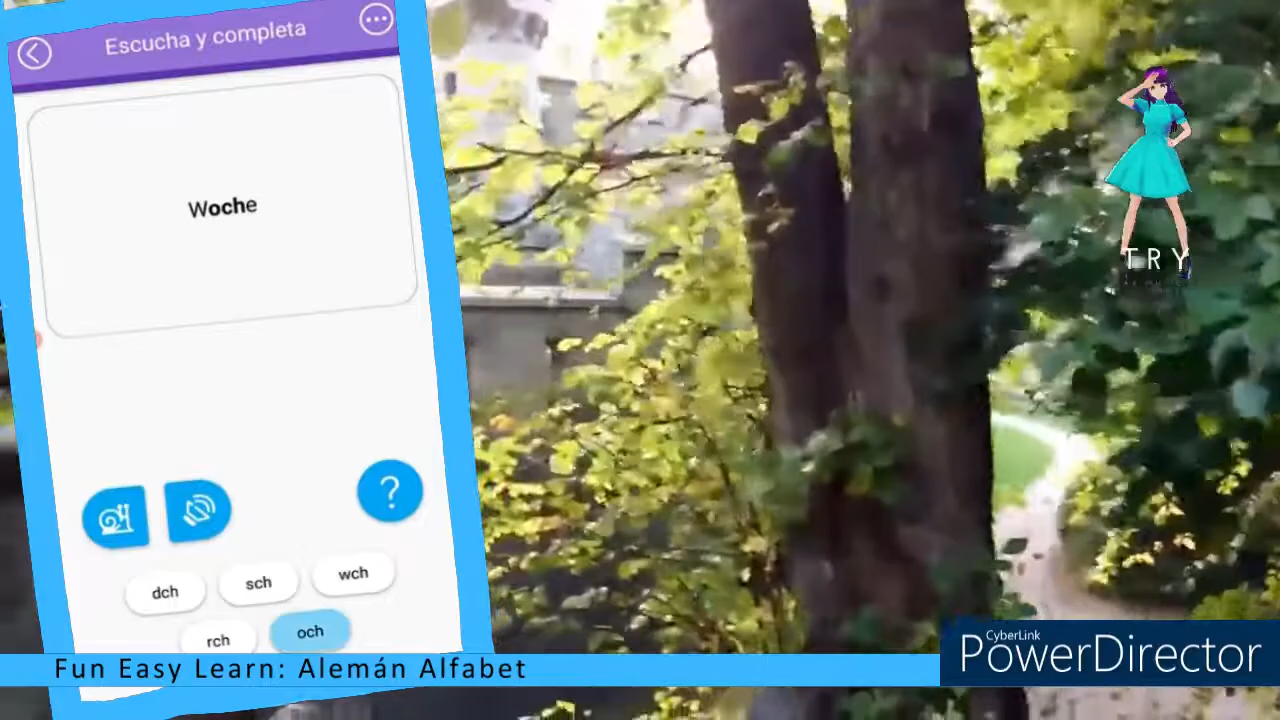 Escucha y completa
Woche
TRY
?
dch
sch
wch
rch
och
Fun Easy Learn: Alemán Alfabet
CyberLink
PowerDirector